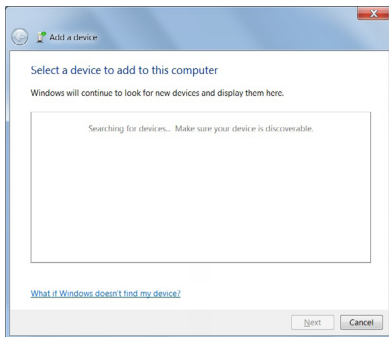 Add a device
Select a device to add to this computer
Windows will continue to look for new devices and display them here.
Searching for devices... Make sure your device is discoverable.
What if Windows doesn't find my device?
Next Cancel